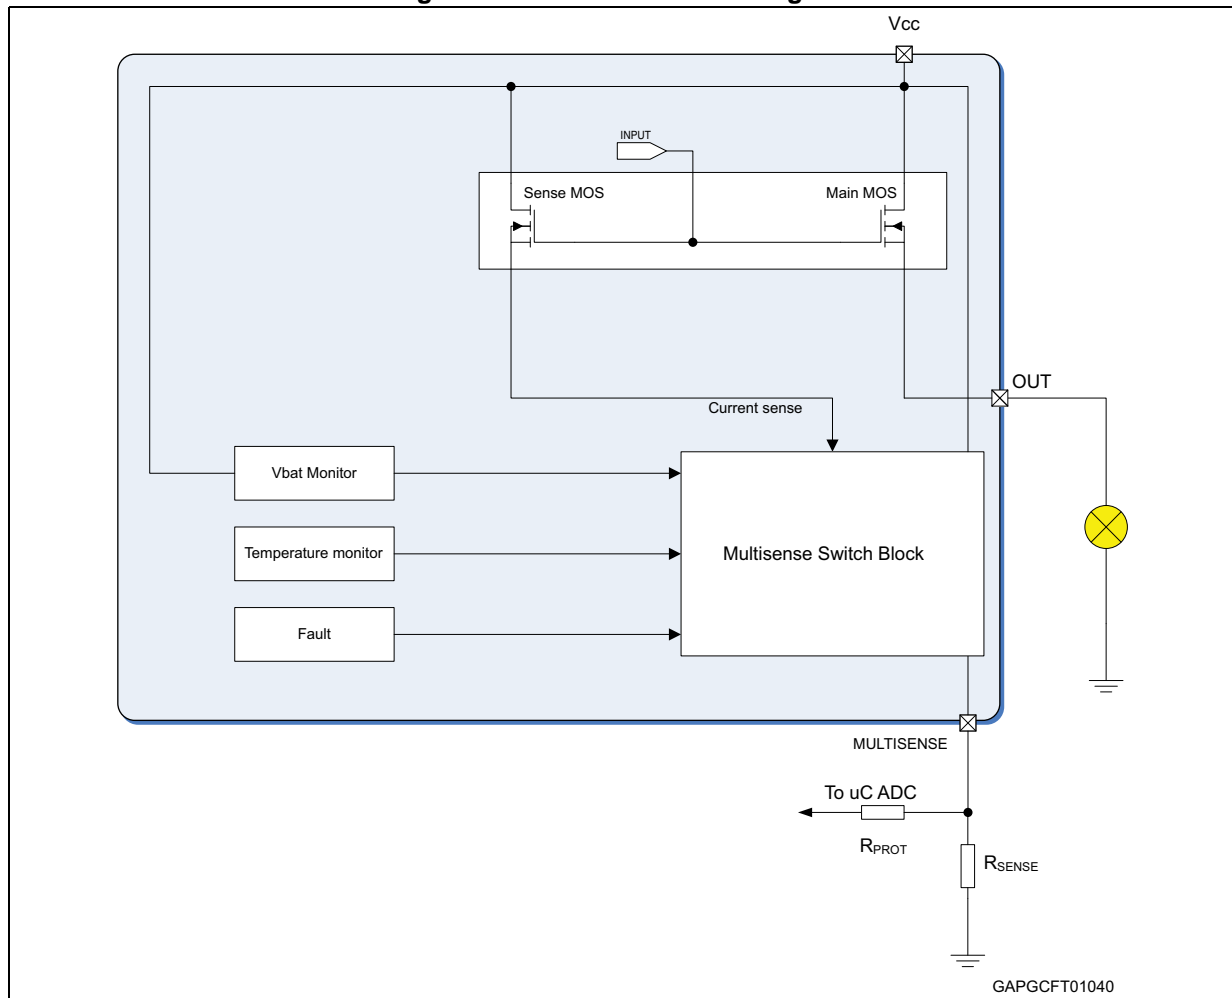 Vcc
INPUT
Sense MOS
Main MOS
OUT
Current sense
Vbat Monitor
Temperature monitor
Multisense Switch Block
Fault
MULTISENSE
To uC ADC
RPROT
RSENSE
GAPGCFT01040